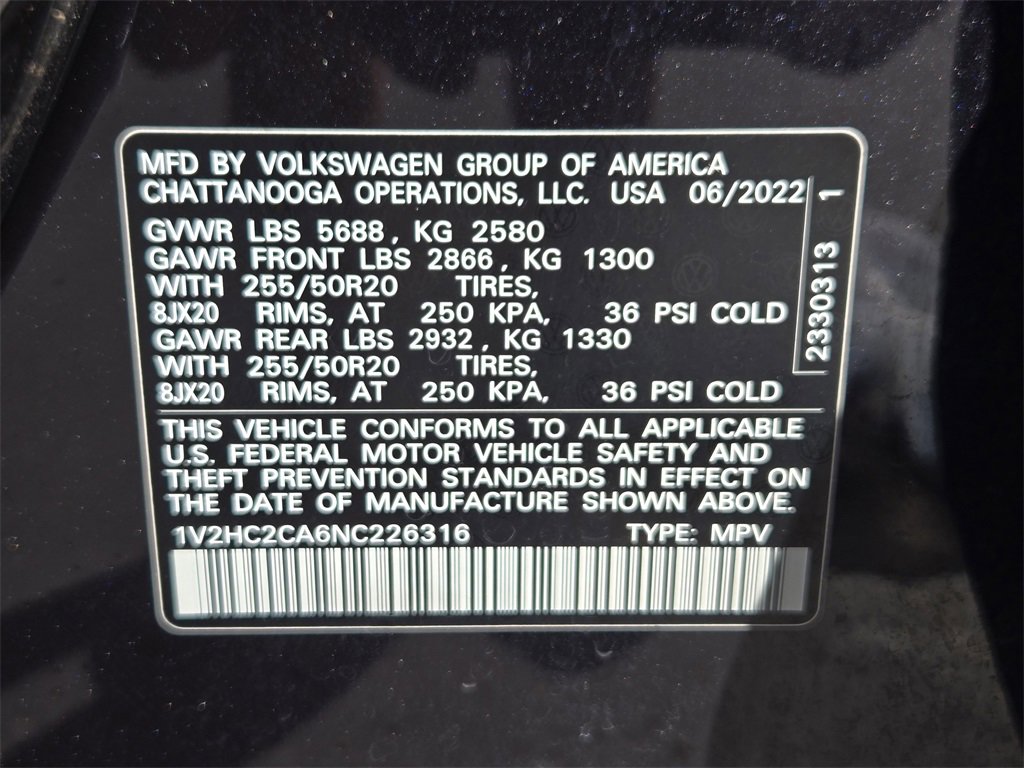 MFD BY VOLKSWAGEN GROUP OF AMERICA
CHATTANOOGA OPERATIONS, LLC. USA 06/2022
GVWR LBS 5688, KG 2580
GAWR FRONT LBS 2866, KG 1300
WITH 255/50R20 TIRES,
8JX20 RIMS, AT 250 KPA, 36 PSI COLD
GAWR REAR LBS 2932, KG 1330
WITH 255/50R20 TIRES,
8JX20 RIMS, AT 250 KPA, 36 PSI COLD
2330313 1
THIS VEHICLE CONFORMS TO ALL APPLICABLE
U.S. FEDERAL MOTOR VEHICLE SAFETY AND
THEFT PREVENTION STANDARDS IN EFFECT ON
THE DATE OF MANUFACTURE SHOWN ABOVE.
1V2HC2CA6NC226316 TYPE: MPV